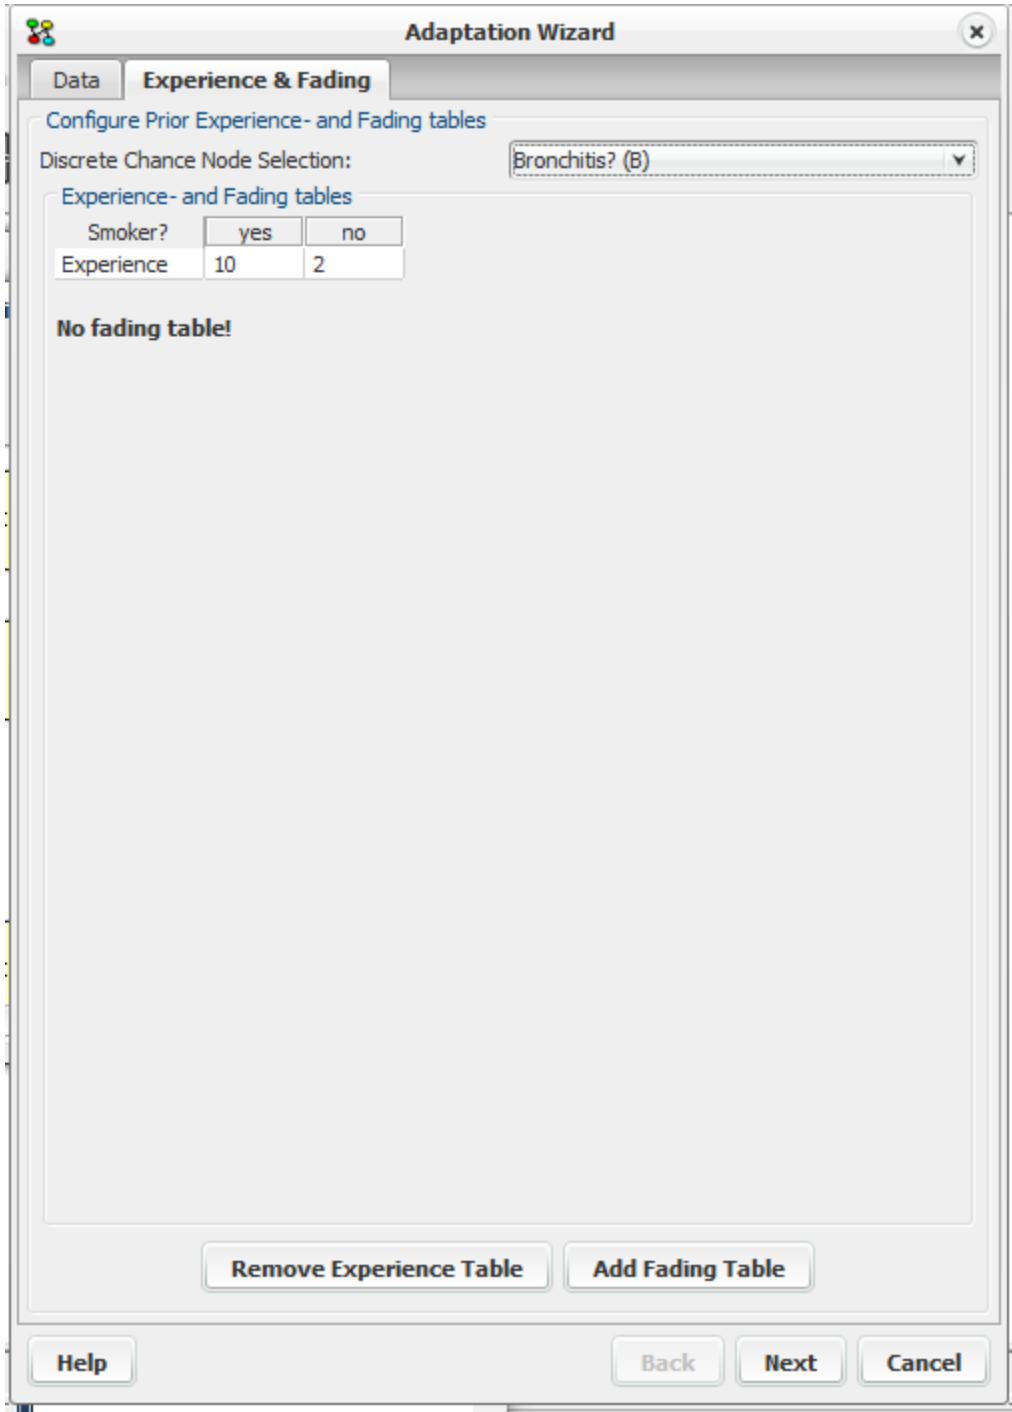 Adaptation Wizard
Data Experience & Fading
Configure Prior Experience- and Fading tables
Discrete Chance Node Selection: Bronchitis? (B)
Experience- and Fading tables
Smoker? yes no
Experience 10 2
No fading table!
Remove Experience Table Add Fading Table
Help Back Next Cancel